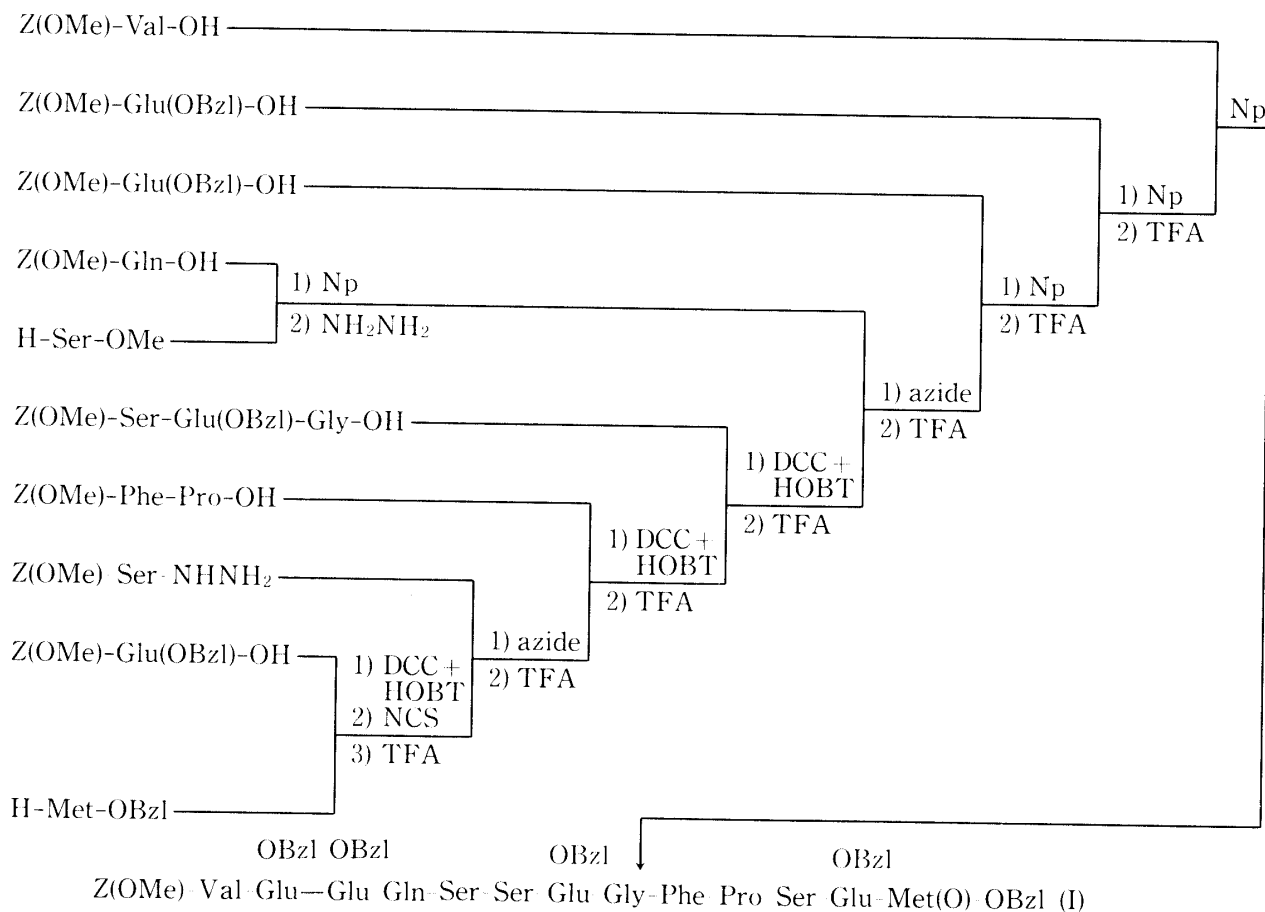 Z(OMe)-Val-OH
Np
Z(OMe)-Glu(OBzl)-OH
1) Np
2) TFA
Z(OMe)-Glu(OBzl)-OH
1) Np
2) TFA
Z(OMe)-Gln-OH
1) Np
2) NH₂NH₂
H-Ser-OMe
1) azide
2) TFA
Z(OMe)-Ser-Glu(OBzl)-Gly-OH
1) DCC+
HOBT
2) TFA
Z(OMe)-Phe-Pro-OH
1) DCC+
HOBT
2) TFA
Z(OMe) Ser NHNH₂
1) azide
2) TFA
Z(OMe)-Glu(OBzl)-OH
1) DCC+
HOBT
2) NCS
3) TFA
H-Met-OBzl
OBzl OBzl OBzl OBzl
Z(OMe) Val Glu—Glu Gln-Ser-Ser Glu Gly-Phe Pro Ser Glu Met(O) OBzl (I)